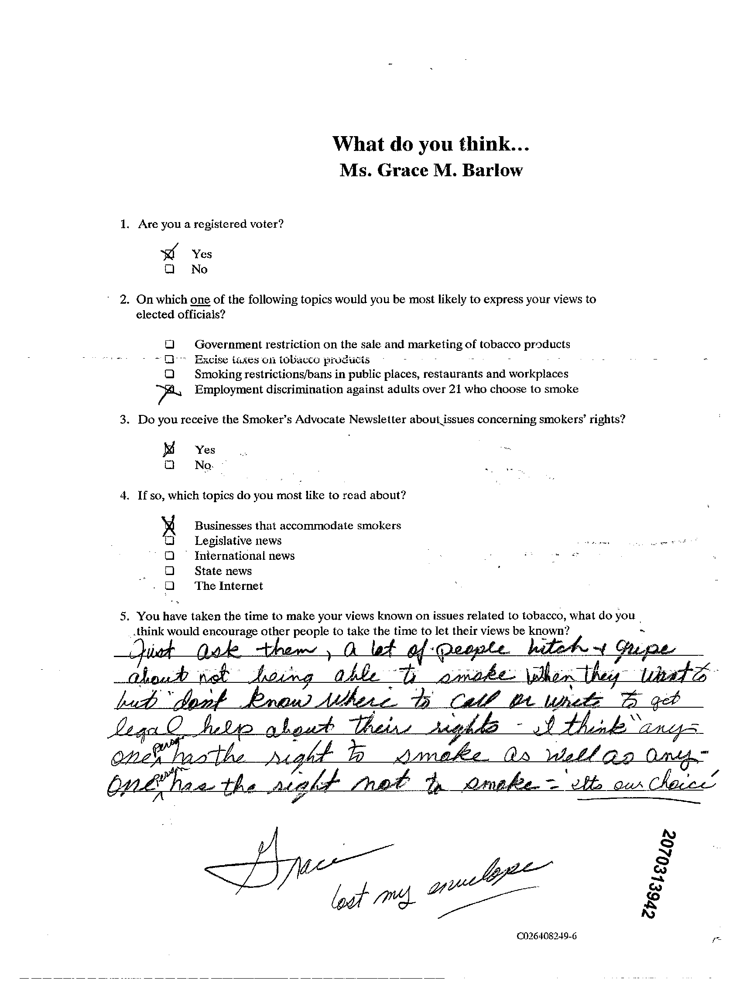 What do you think...
Ms. Grace M. Barlow
1. Are you a registered voter?
Yes
No
2. On which one of the following topics would you be most likely to express your views to
elected officials?
Government restriction on the sale and marketing of tobacco products
Excise taxes on tobacco products
Smoking restrictions/bans in public places, restaurants and workplaces
Employment discrimination against adults over 21 who choose to smoke
3. Do you receive the Smoker's Advocate Newsletter about issues concerning smokers' rights?
Yes
No
4. If so, which topics do you most like to read about?
Businesses that accommodate smokers
Legislative news
International news
State news
The Internet
5. You have taken the time to make your views known on issues related to tobacco, what do you
think would encourage other people to take the time to let their views be known?
Just ask them, a lot of people bitch + gripe
about not being able to smoke when they want to
but don't know where to call or write to get
legal help about their rights - I think "any-
one person has the right to smoke as well as any-
one person has the right not to smoke - its our choice
Grace
lost my envelope
2070313942
C026408249-6